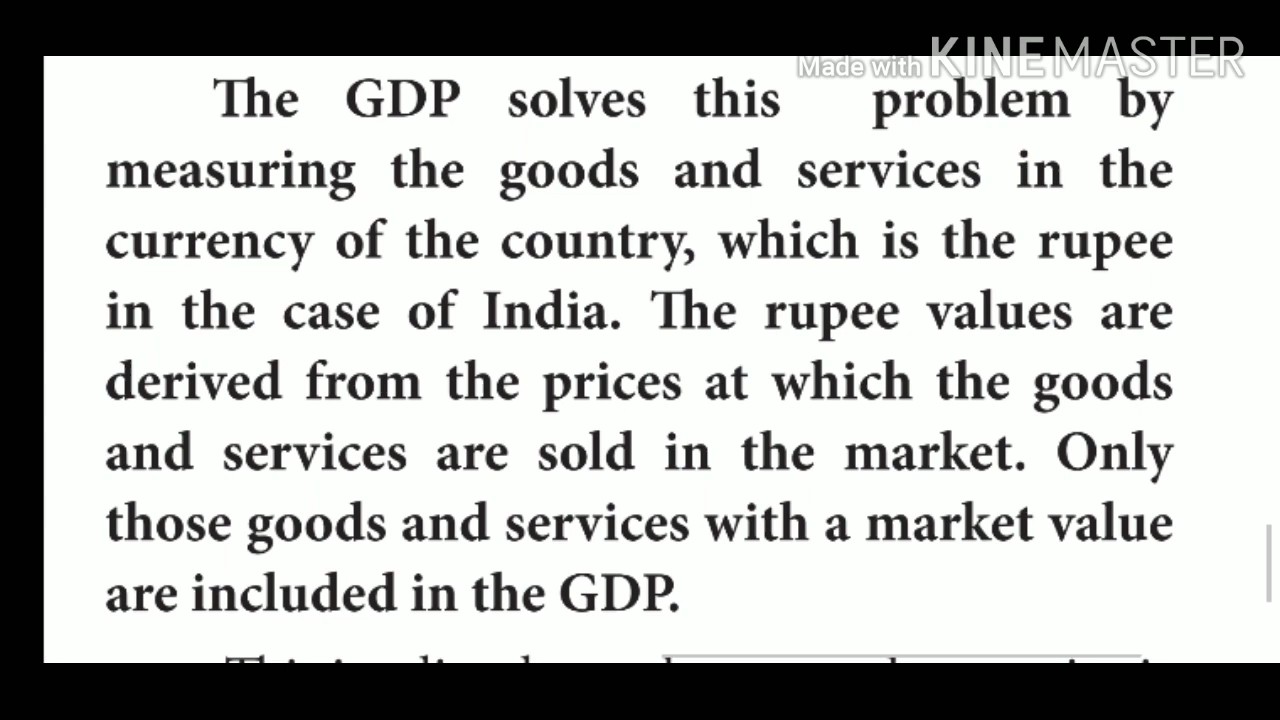 Made with KINEMASTER
The GDP solves this problem by
measuring the goods and services in the
currency of the country, which is the rupee
in the case of India. The rupee values are
derived from the prices at which the goods
and services are sold in the market. Only
those goods and services with a market value
are included in the GDP.